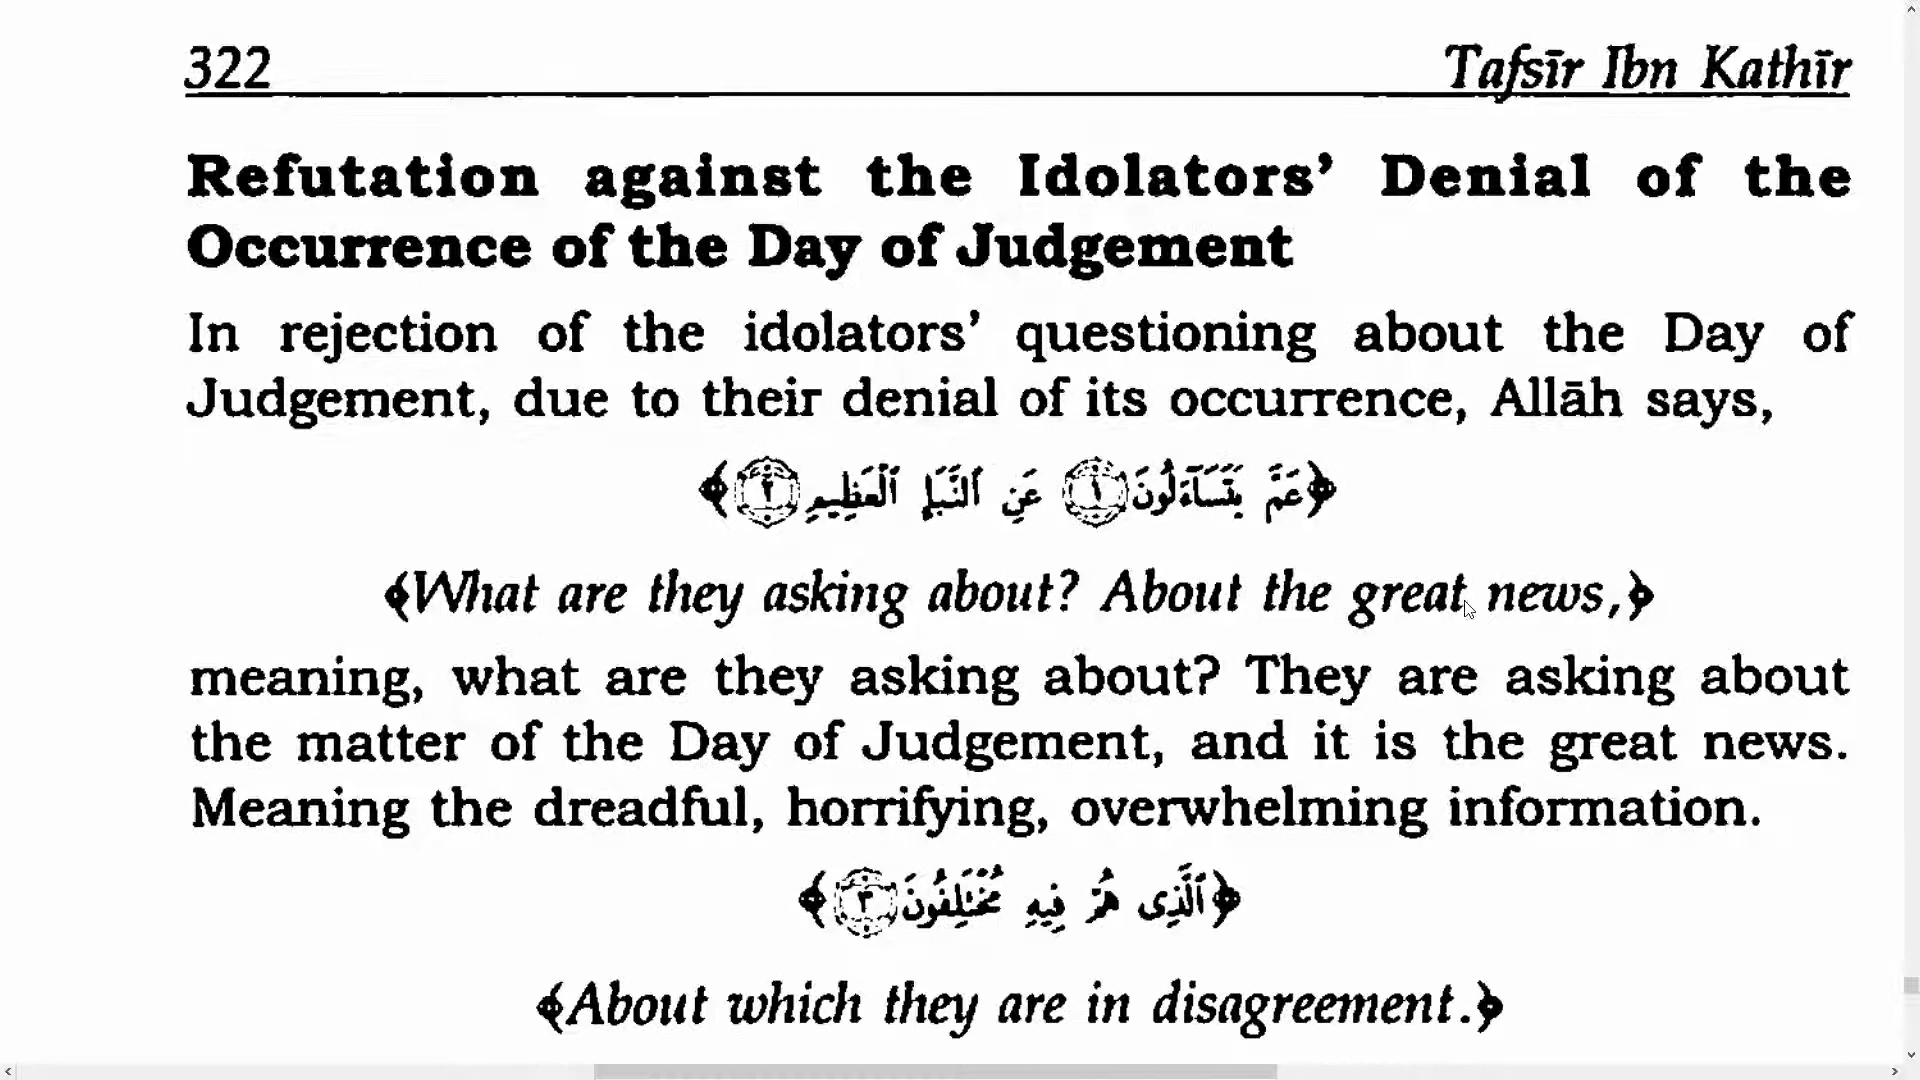 322 Tafsīr Ibn Kathīr
Refutation against the Idolators’ Denial of the
Occurrence of the Day of Judgement
In rejection of the idolators’ questioning about the Day of
Judgement, due to their denial of its occurrence, Allāh says,
﴿عَمَّ يَتَسَآءَلُونَ ١ عَنِ ٱلنَّبَإِ ٱلْعَظِيمِ ٢﴾
﴾What are they asking about? About the great news,﴿
meaning, what are they asking about? They are asking about
the matter of the Day of Judgement, and it is the great news.
Meaning the dreadful, horrifying, overwhelming information.
﴿ٱلَّذِى هُمْ فِيهِ مُخْتَلِفُونَ ٣﴾
﴾About which they are in disagreement.﴿